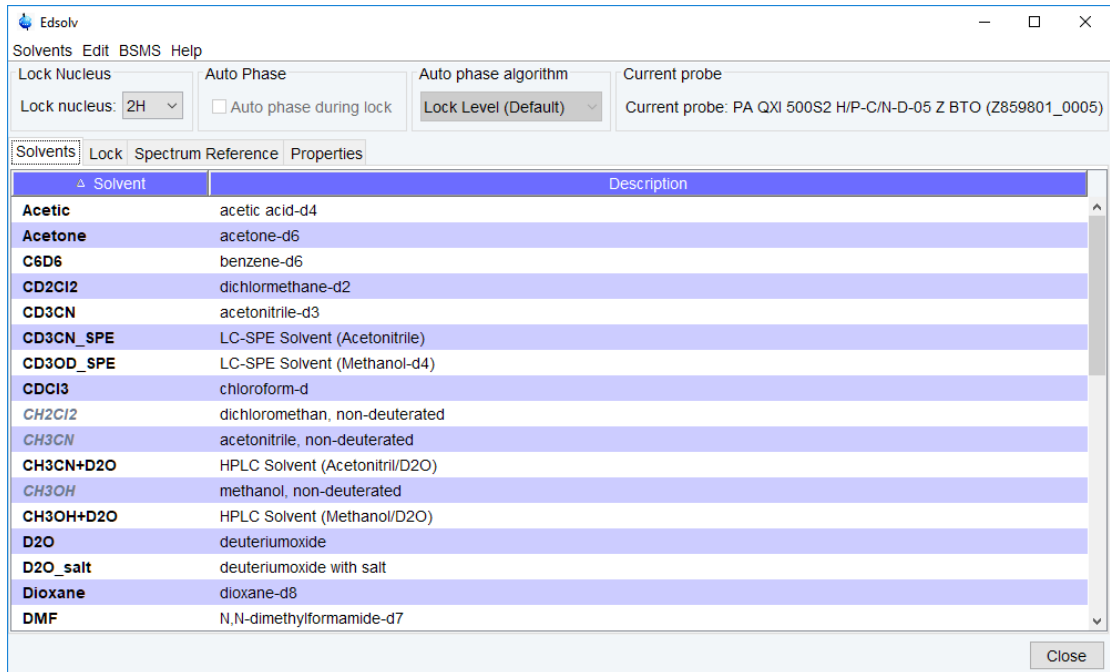 Edsolv
Solvents Edit BSMS Help
Lock Nucleus Auto Phase Auto phase algorithm Current probe
Lock nucleus: 2H Auto phase during lock Lock Level (Default) Current probe: PA QXI 500S2 H/P-C/N-D-05 Z BTO (Z859801_0005)
Solvents Lock Spectrum Reference Properties
Solvent Description
Acetic acetic acid-d4
Acetone acetone-d6
C6D6 benzene-d6
CD2Cl2 dichlormethane-d2
CD3CN acetonitrile-d3
CD3CN_SPE LC-SPE Solvent (Acetonitrile)
CD3OD_SPE LC-SPE Solvent (Methanol-d4)
CDCl3 chloroform-d
CH2Cl2 dichloromethan, non-deuterated
CH3CN acetonitrile, non-deuterated
CH3CN+D2O HPLC Solvent (Acetonitril/D2O)
CH3OH methanol, non-deuterated
CH3OH+D2O HPLC Solvent (Methanol/D2O)
D2O deuteriumoxide
D2O_salt deuteriumoxide with salt
Dioxane dioxane-d8
DMF N,N-dimethylformamide-d7
Close